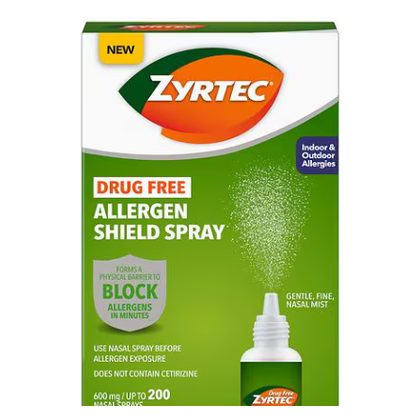 NEW
ZYRTEC®
Indoor &
Outdoor
Allergies
DRUG FREE
ALLERGEN
SHIELD SPRAY
FORMS A
PHYSICAL BARRIER TO
BLOCK
ALLERGENS
IN MINUTES
GENTLE, FINE,
NASAL MIST
USE NASAL SPRAY BEFORE
ALLERGEN EXPOSURE
DOES NOT CONTAIN CETIRIZINE
600 mg / UP TO 200
NASAL SPRAYS
Drug Free
ZYRTEC